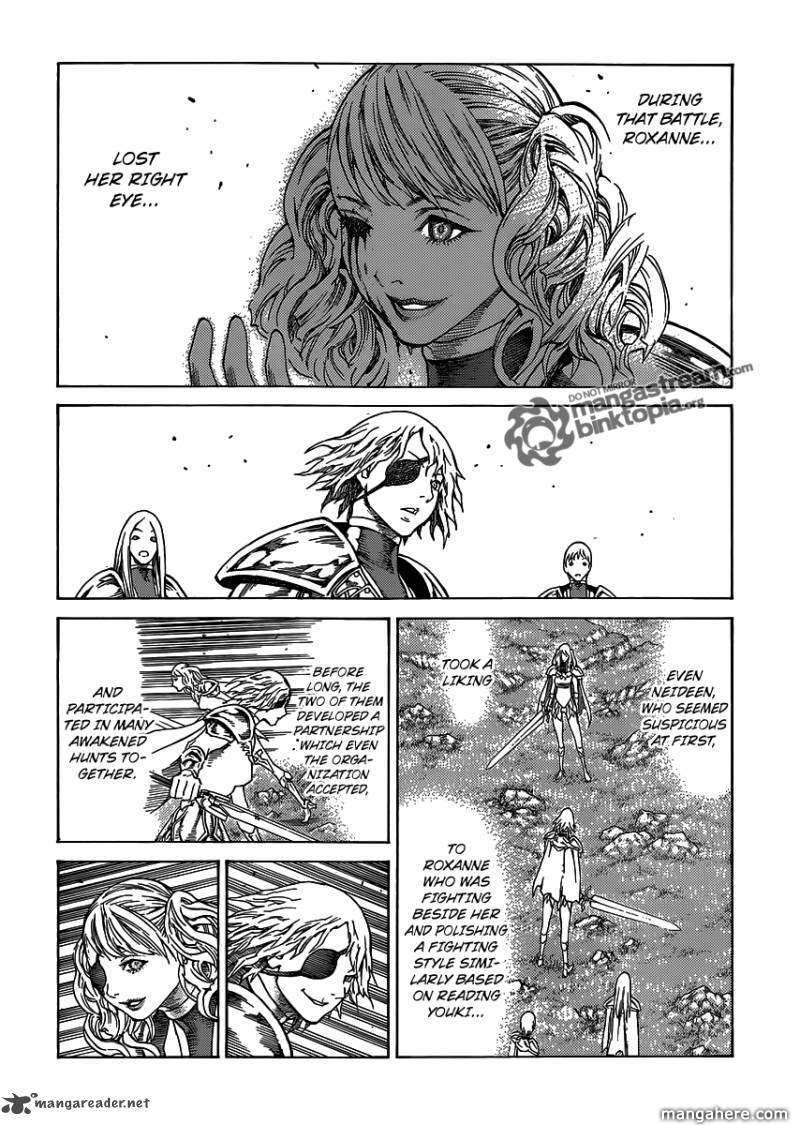 DURING
THAT BATTLE,
ROXANNE...
LOST
HER RIGHT
EYE...
DO NOT MIRROR
mangastream.com
binktopia.org
EVEN
NEIDEEN,
WHO SEEMED
SUSPICIOUS
AT FIRST,
TOOK A
LIKING
TO
ROXANNE
WHO WAS
FIGHTING
BESIDE HER
AND POLISHING
A FIGHTING
STYLE SIMI-
LARLY BASED
ON READING
YOUKI...
BEFORE
LONG, THE
TWO OF THEM
DEVELOPED A
PARTNERSHIP
WHICH EVEN
THE ORGA-
NIZATION
ACCEPTED,
AND
PARTICIPA-
TED IN MANY
AWAKENED
HUNTS TO-
GETHER.
mangareader.net
mangahere.com